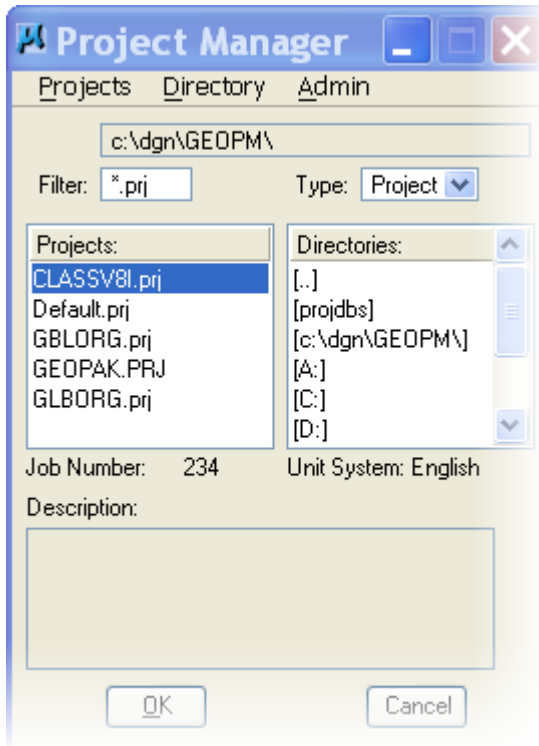 Project Manager
Projects Directory Admin
c:\dgn\GEOPM\
Filter: *.prj Type: Project
Projects: Directories:
CLASSV8I.prj [..]
Default.prj [projdbs]
GBLORG.prj [c:\dgn\GEOPM\]
GEOPAK.PRJ [A:]
GLBORG.prj [C:]
[D:]
Job Number: 234 Unit System: English
Description:
OK Cancel